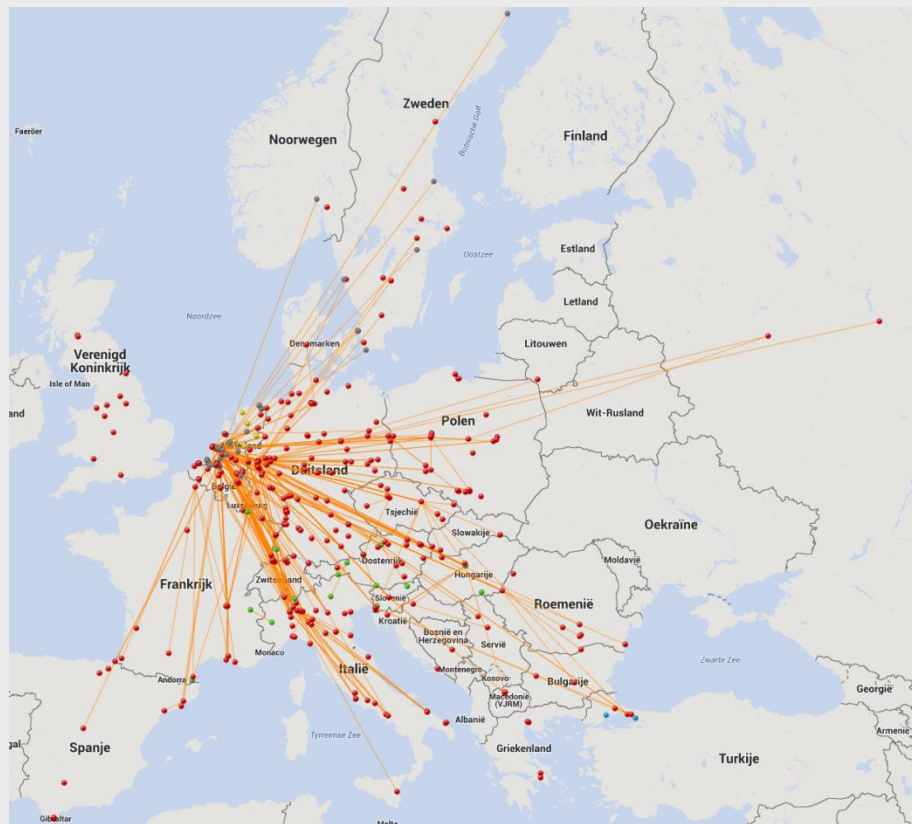 Zweden
Faeröer
Noorwegen
Botnische Golf
Finland
Oostzee
Estland
Letland
Noordzee
Denemarken
Litouwen
Verenigd
Koninkrijk
Isle of Man
Wit-Rusland
Polen
Duitsland
België
Luxemburg
Tsjechië
Oekraïne
Slowakije
Oostenrijk
Moldavië
Zwitserland
Hongarije
Frankrijk
Slovenië
Roemenië
Kroatië
Bosnië en
Herzegovina
Servië
Monaco
Zwarte Zee
Italië
Montenegro
Kosovo
Bulgarije
Andorra
Macedonië
(VJRM)
Georgië
Albanië
Armenië
Tyrreense Zee
Spanje
Griekenland
Turkije
Gibraltar
Malta